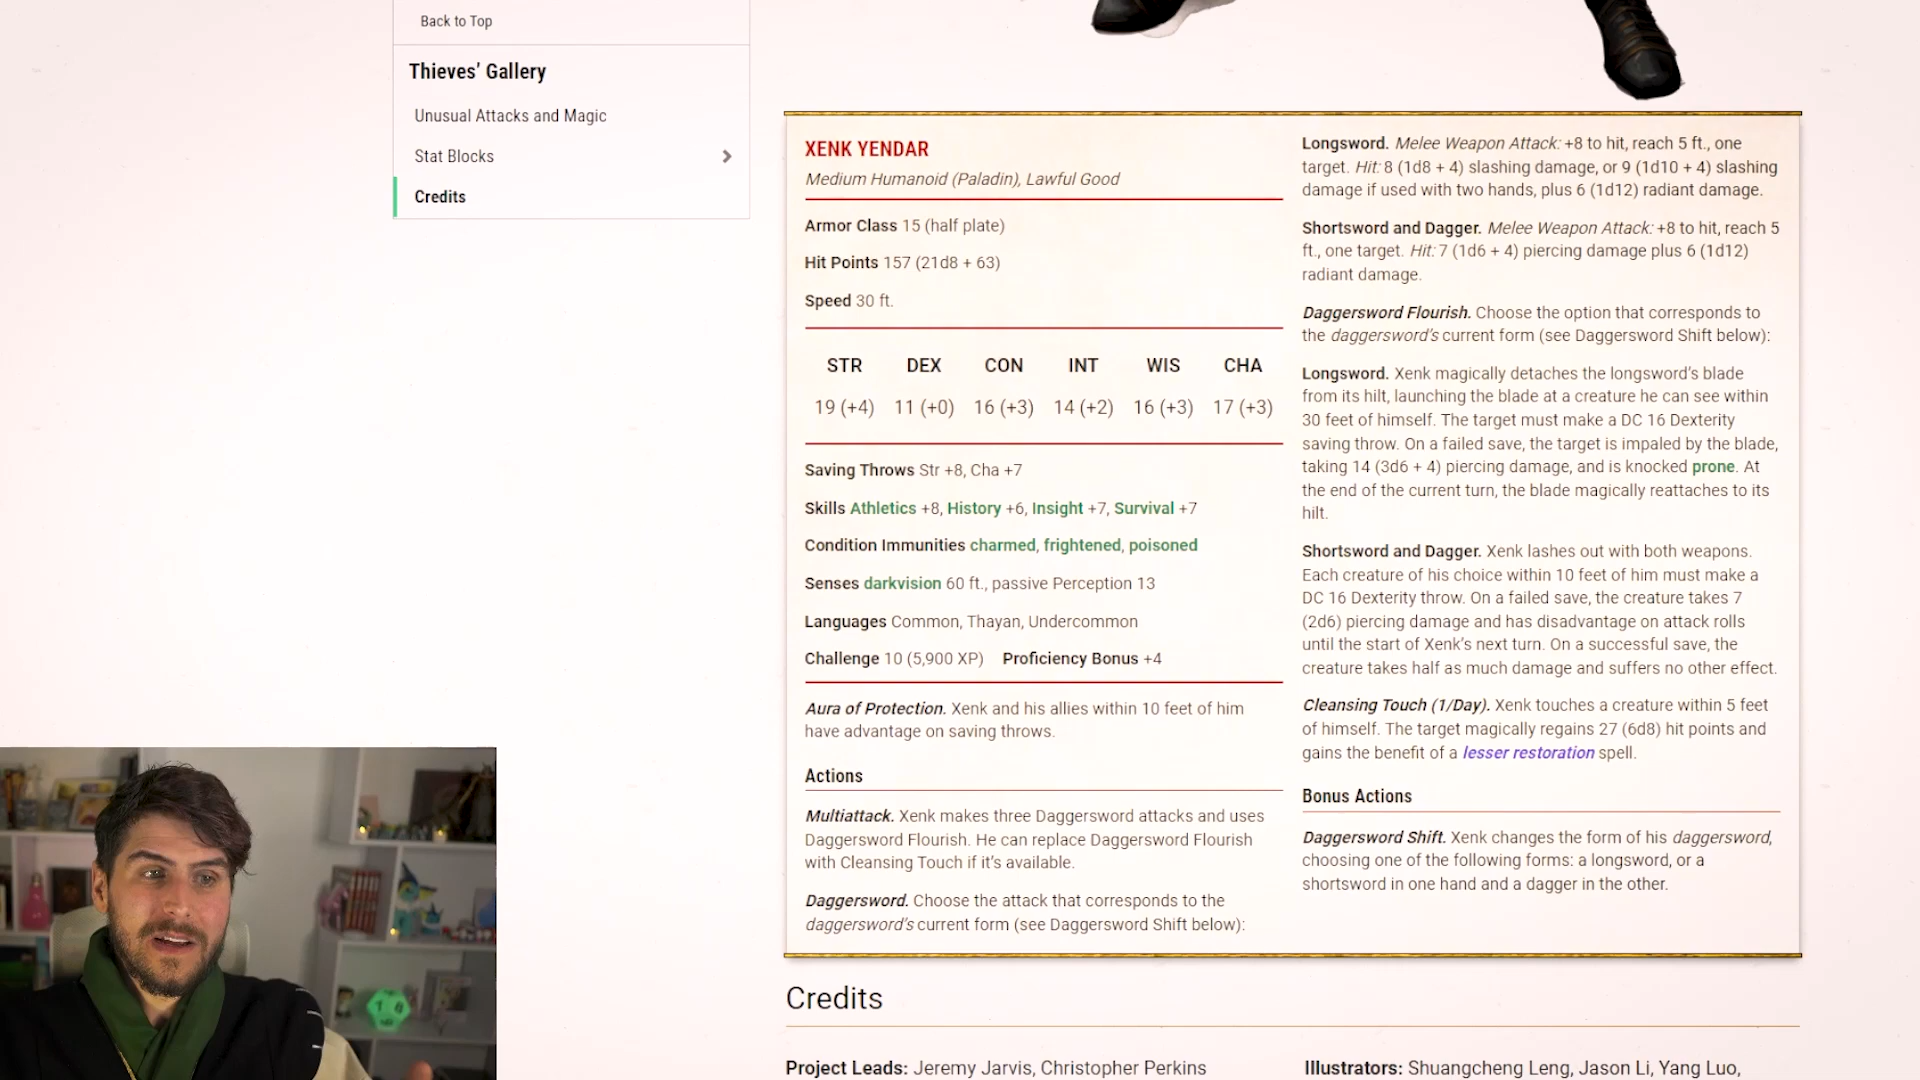 Back to Top
Thieves’ Gallery
Unusual Attacks and Magic
Stat Blocks
Credits
XENK YENDAR
Medium Humanoid (Paladin), Lawful Good
Armor Class 15 (half plate)
Hit Points 157 (21d8 + 63)
Speed 30 ft.
STR DEX CON INT WIS CHA
19 (+4) 11 (+0) 16 (+3) 14 (+2) 16 (+3) 17 (+3)
Saving Throws Str +8, Cha +7
Skills Athletics +8, History +6, Insight +7, Survival +7
Condition Immunities charmed, frightened, poisoned
Senses darkvision 60 ft., passive Perception 13
Languages Common, Thayan, Undercommon
Challenge 10 (5,900 XP) Proficiency Bonus +4
Aura of Protection. Xenk and his allies within 10 feet of him
have advantage on saving throws.
Actions
Multiattack. Xenk makes three Daggersword attacks and uses
Daggersword Flourish. He can replace Daggersword Flourish
with Cleansing Touch if it’s available.
Daggersword. Choose the attack that corresponds to the
daggersword’s current form (see Daggersword Shift below):
Longsword. Melee Weapon Attack: +8 to hit, reach 5 ft., one
target. Hit: 8 (1d8 + 4) slashing damage, or 9 (1d10 + 4) slashing
damage if used with two hands, plus 6 (1d12) radiant damage.
Shortsword and Dagger. Melee Weapon Attack: +8 to hit, reach 5
ft., one target. Hit: 7 (1d6 + 4) piercing damage plus 6 (1d12)
radiant damage.
Daggersword Flourish. Choose the option that corresponds to
the daggersword’s current form (see Daggersword Shift below):
Longsword. Xenk magically detaches the longsword’s blade
from its hilt, launching the blade at a creature he can see within
30 feet of himself. The target must make a DC 16 Dexterity
saving throw. On a failed save, the target is impaled by the blade,
taking 14 (3d6 + 4) piercing damage, and is knocked prone. At
the end of the current turn, the blade magically reattaches to its
hilt.
Shortsword and Dagger. Xenk lashes out with both weapons.
Each creature of his choice within 10 feet of him must make a
DC 16 Dexterity throw. On a failed save, the creature takes 7
(2d6) piercing damage and has disadvantage on attack rolls
until the start of Xenk’s next turn. On a successful save, the
creature takes half as much damage and suffers no other effect.
Cleansing Touch (1/Day). Xenk touches a creature within 5 feet
of himself. The target magically regains 27 (6d8) hit points and
gains the benefit of a lesser restoration spell.
Bonus Actions
Daggersword Shift. Xenk changes the form of his daggersword,
choosing one of the following forms: a longsword, or a
shortsword in one hand and a dagger in the other.
Credits
Project Leads: Jeremy Jarvis, Christopher Perkins
Illustrators: Shuangcheng Leng, Jason Li, Yang Luo,